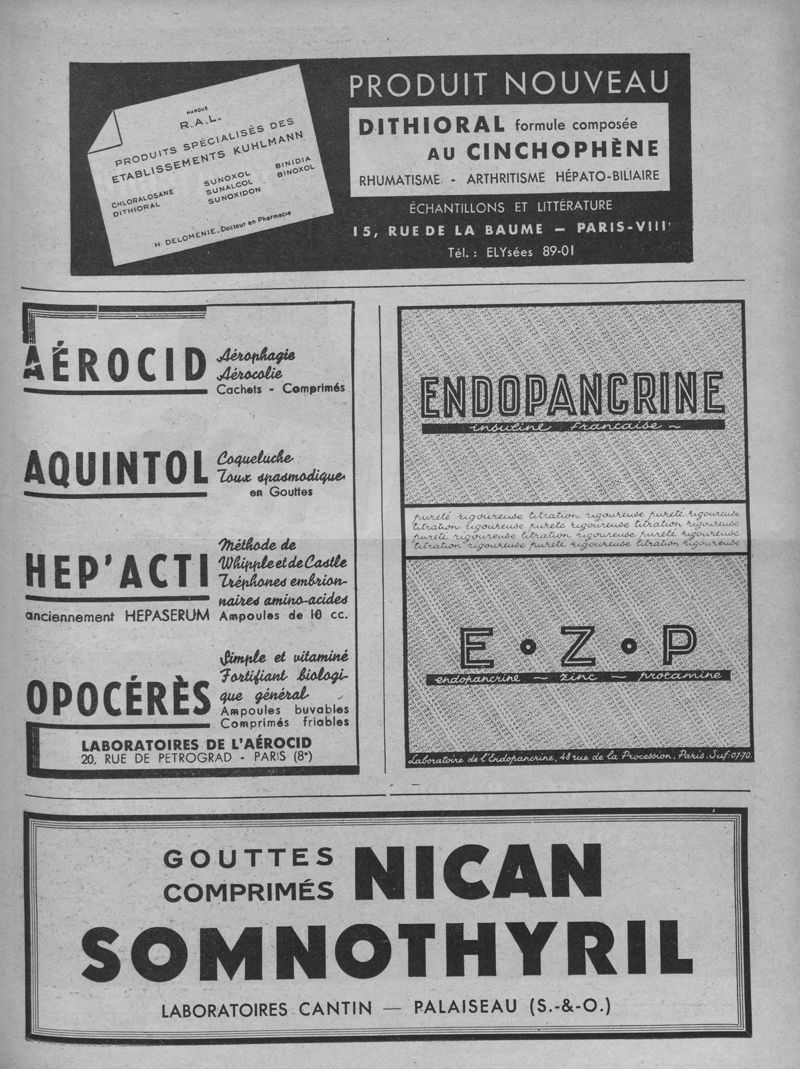 MARQUE
R.A.L.
PRODUITS SPÉCIALISÉS DES
ETABLISSEMENTS KUHLMANN
CHLORALOSANE SUNOXOL BINIDIA
DITHIORAL SUNALCOL BINOXOL
SUNOXIDON
H. DELOMENIE. Docteur en Pharmacie
PRODUIT NOUVEAU
DITHIORAL formule composée
AU CINCHOPHÈNE
RHUMATISME - ARTHRITISME HÉPATO-BILIAIRE
ÉCHANTILLONS ET LITTÉRATURE
15, RUE DE LA BAUME — PARIS-VIII
Tél.: ELYsées 89-01
AÉROCID
Aérophagie
Aérocolie
Cachets - Comprimés
AQUINTOL
Coqueluche
Toux spasmodique
en Gouttes
HEP'ACTI
anciennement HEPASERUM
Méthode de
Whipple et de Castle
Tréphones embrion-
naires amino-acides
Ampoules de 10 cc.
OPOCÉRÈS
Simple et vitaminé
Fortifiant biologi-
que général
Ampoules buvables
Comprimés friables
LABORATOIRES DE L'AÉROCID
20, RUE DE PETROGRAD - PARIS (8e)
ENDOPANCRINE
insuline francaise ~
pureté rigoureuse titration rigoureuse pureté rigoureuse
titration rigoureuse pureté rigoureuse titration rigoureuse
pureté rigoureuse titration rigoureuse pureté rigoureuse
titration rigoureuse pureté rigoureuse titration rigoureuse
E•Z•P
endopancrine ~ zinc ~ protamine
Laboratoire de l'Endopancrine, 48 rue de la Procession, Paris. Suf: 07-70.
GOUTTES
COMPRIMÉS
NICAN
SOMNOTHYRIL
LABORATOIRES CANTIN — PALAISEAU (S.-&-O.)